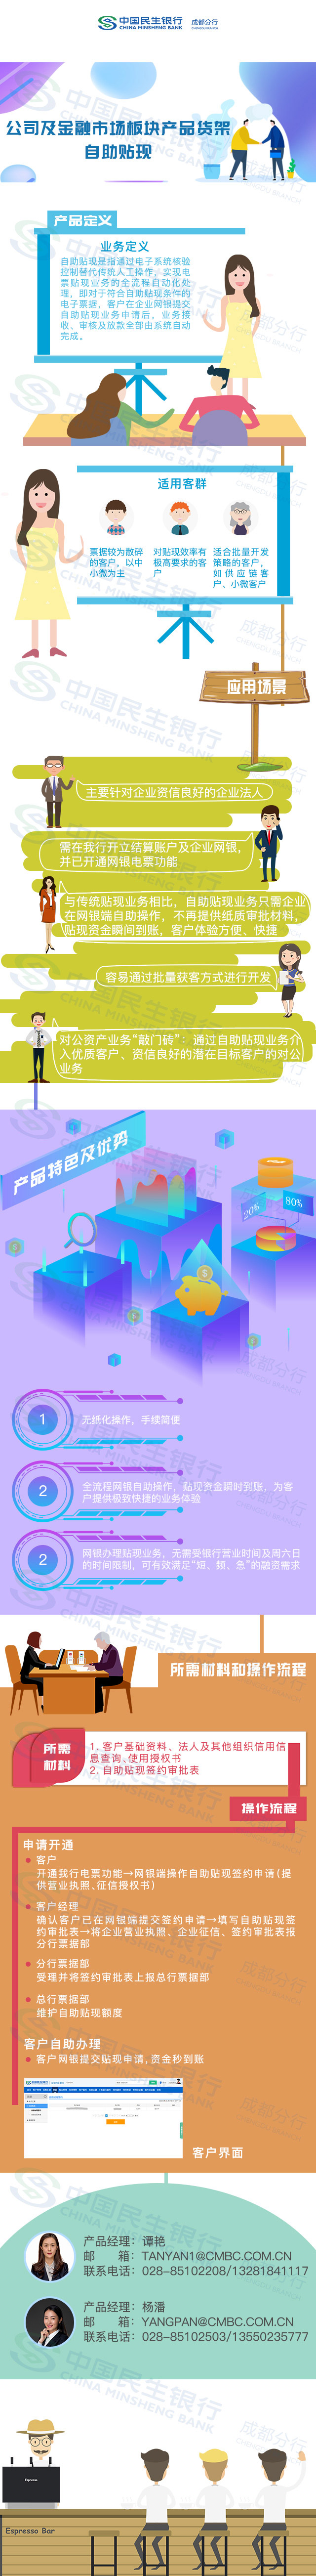 中国民生银行 成都分行
CHINA MINSHENG BANK CHENGDU BRANCH
公司及金融市场板块产品货架
自助贴现
产品定义
业务定义
自助贴现是指通过电子系统核验
控制替代传统人工操作，实现电
票贴现业务的全流程自动化处
理，即对于符合自助贴现条件的
电子票据，客户在企业网银提交
自助贴现业务申请后，业务接
收、审核及放款全部由系统自动
完成。
适用客群
票据较为散碎
的客户，以中
小微为主
对贴现效率有
极高要求的客
户
适合批量开发
策略的客户，
如供应链客
户、小微客户
应用场景
主要针对企业资信良好的企业法人
需在我行开立结算账户及企业网银，
并已开通网银电票功能
与传统贴现业务相比，自助贴现业务只需企业
在网银端自助操作，不再提供纸质审批材料，
贴现资金瞬间到账，客户体验方便、快捷
容易通过批量获客方式进行开发
对公资产业务“敲门砖”：通过自助贴现业务介
入优质客户、资信良好的潜在目标客户的对公
业务
产品特色及优势
20%
80%
1
无纸化操作，手续简便
2
全流程网银自助操作，贴现资金瞬时到账，为客
户提供极致快捷的业务体验
2
网银办理贴现业务，无需受银行营业时间及周六日
的时间限制，可有效满足“短、频、急”的融资需求
所需材料和操作流程
所需
材料
1、客户基础资料、法人及其他组织信用信
息查询、使用授权书
2、自助贴现签约审批表
操作流程
申请开通
客户
开通我行电票功能→网银端操作自助贴现签约申请（提
供营业执照、征信授权书）
客户经理
确认客户已在网银端提交签约申请→填写自助贴现签
约审批表→将企业营业执照、企业征信、签约审批表报
分行票据部
分行票据部
受理并将签约审批表上报总行票据部
总行票据部
维护自助贴现额度
客户自助办理
客户网银提交贴现申请，资金秒到账
客户界面
产品经理：谭艳
邮 箱：TANYAN1@CMBC.COM.CN
联系电话：028-85102208/13281841117
产品经理：杨潘
邮 箱：YANGPAN@CMBC.COM.CN
联系电话：028-85102503/13550235777
Espresso
Espresso Bar